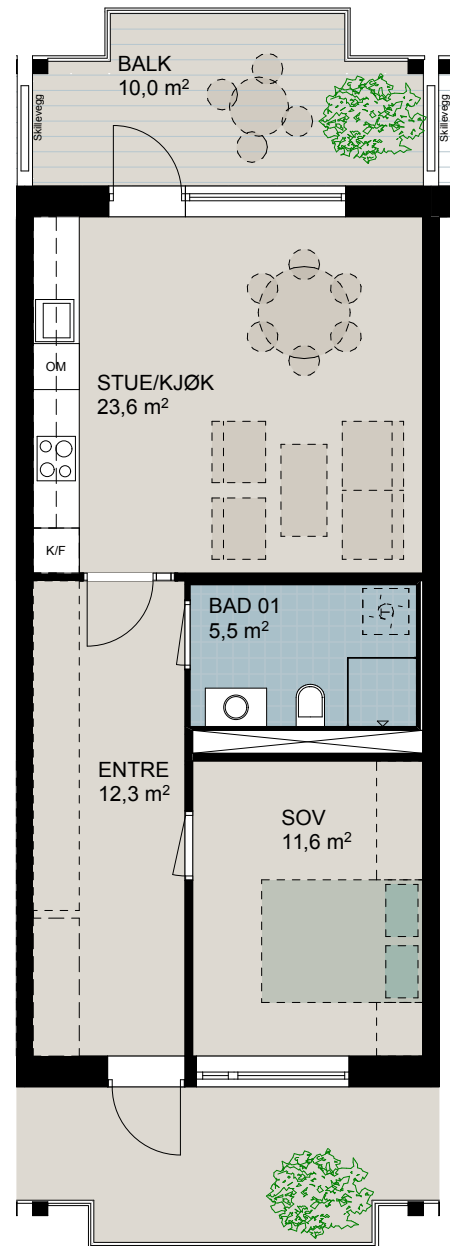 BALK
10,0 m²
Skillevegg
Skillevegg
OM
STUE/KJØK
23,6 m²
K/F
BAD 01
5,5 m²
ENTRE
12,3 m²
SOV
11,6 m²